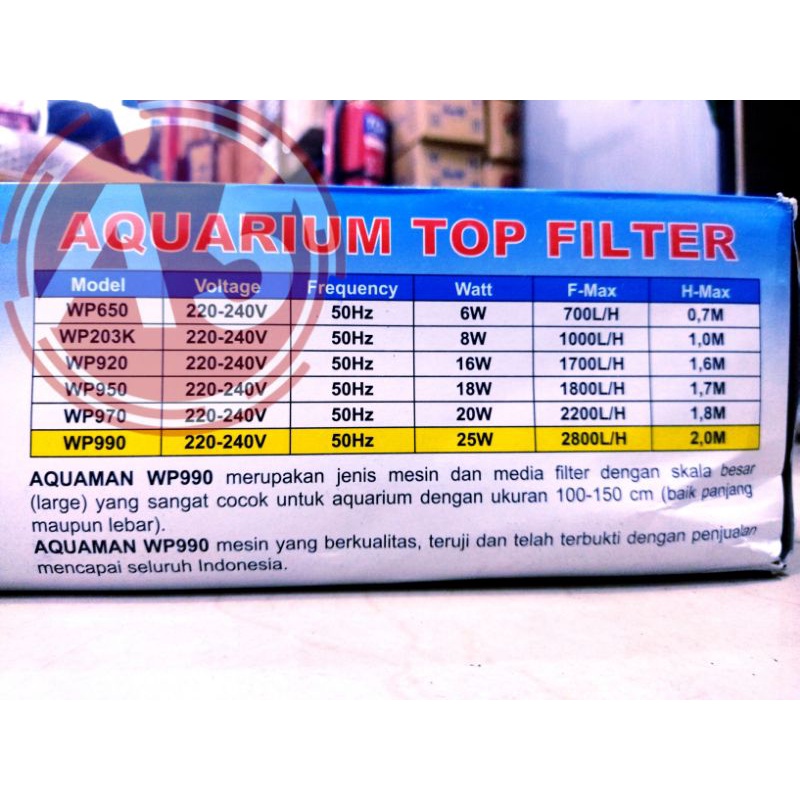 AQUARIUM TOP FILTER
Model Voltage Frequency Watt F-Max H-Max
WP650 220-240V 50Hz 6W 700L/H 0,7M
WP203K 220-240V 50Hz 8W 1000L/H 1,0M
WP920 220-240V 50Hz 16W 1700L/H 1,6M
WP950 220-240V 50Hz 18W 1800L/H 1,7M
WP970 220-240V 50Hz 20W 2200L/H 1,8M
WP990 220-240V 50Hz 25W 2800L/H 2,0M
AQUAMAN WP990 merupakan jenis mesin dan media filter dengan skala besar
(large) yang sangat cocok untuk aquarium dengan ukuran 100-150 cm (baik panjang
maupun lebar).
AQUAMAN WP990 mesin yang berkualitas, teruji dan telah terbukti dengan penjualan
mencapai seluruh Indonesia.